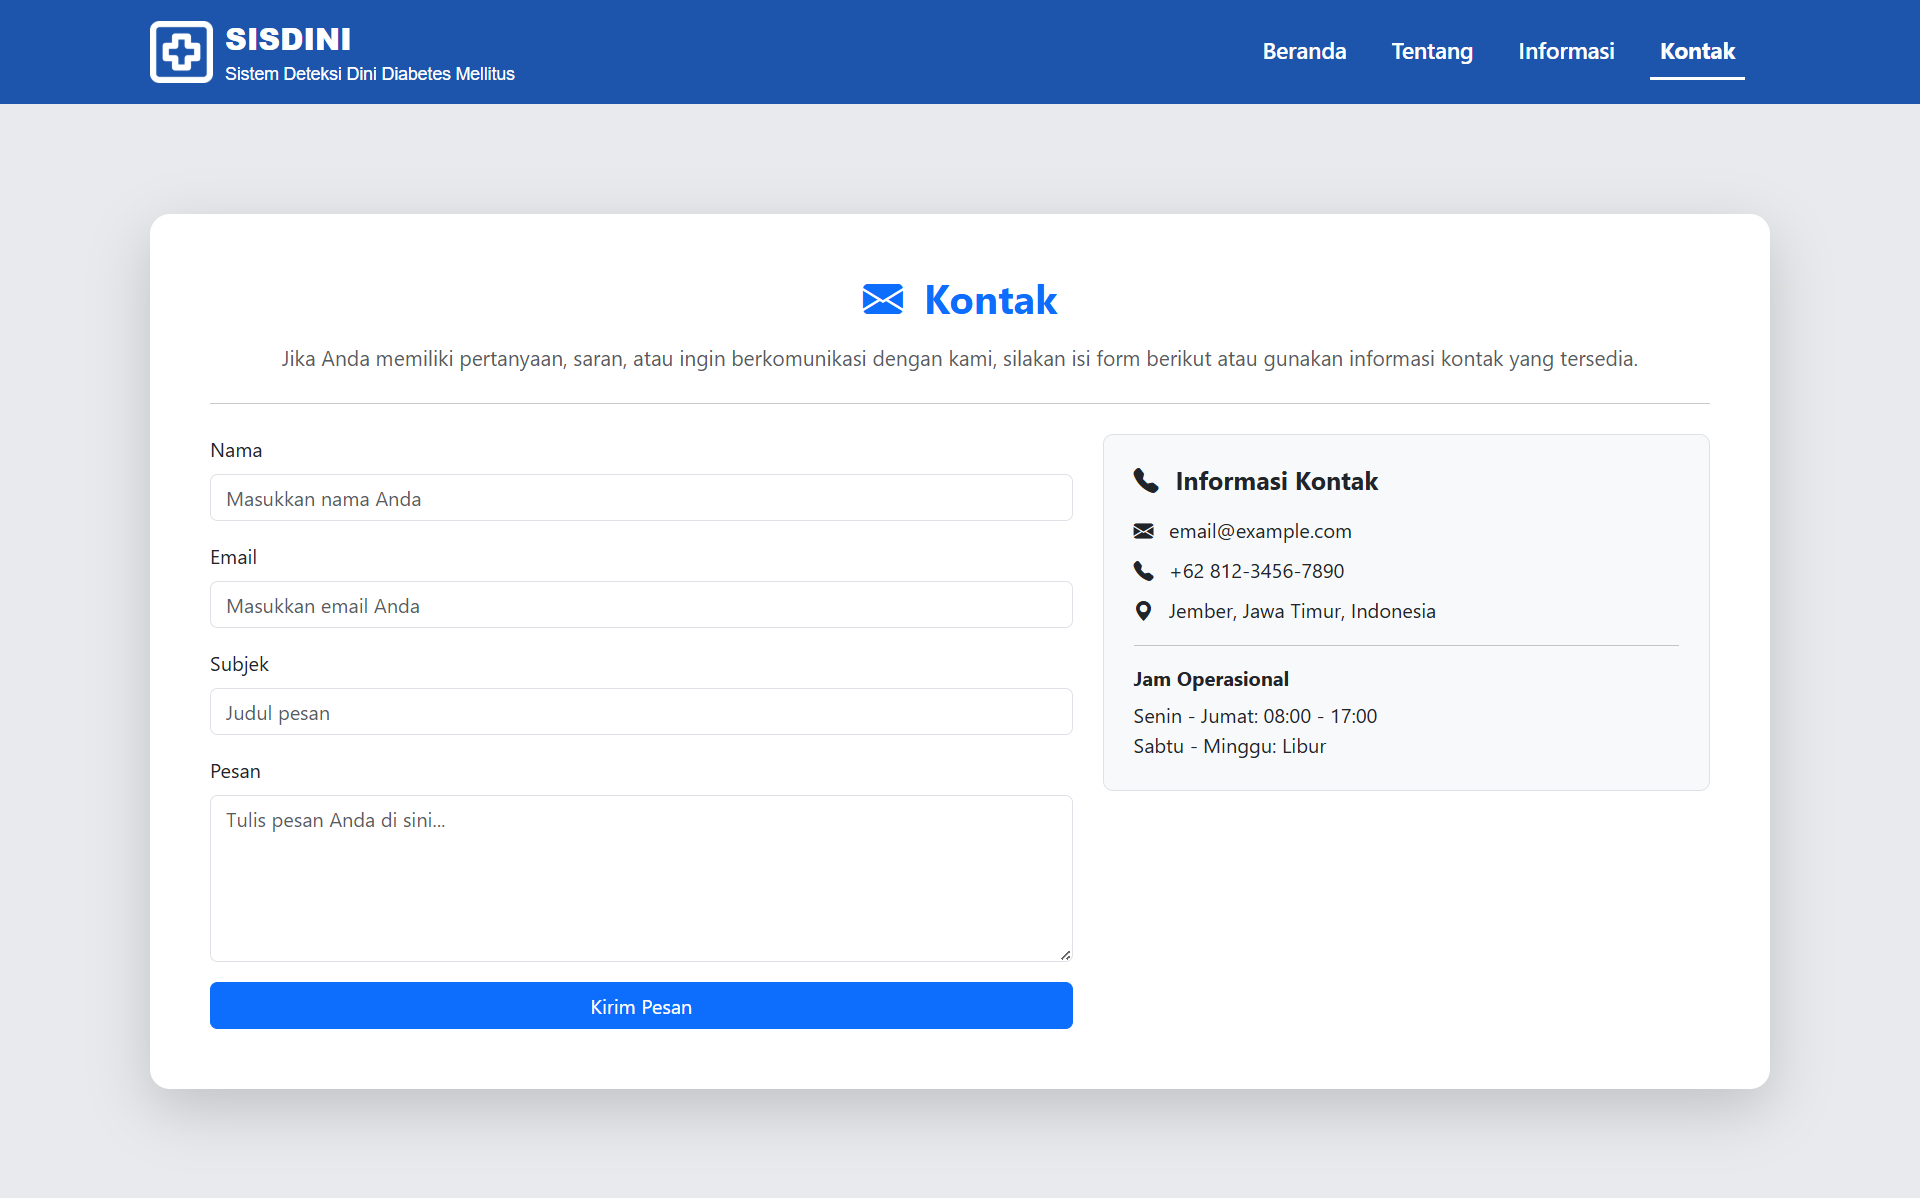 SISDINI
Sistem Deteksi Dini Diabetes Mellitus
Beranda
Tentang
Informasi
Kontak
Kontak
Jika Anda memiliki pertanyaan, saran, atau ingin berkomunikasi dengan kami, silakan isi form berikut atau gunakan informasi kontak yang tersedia.
Nama
Masukkan nama Anda
Email
Masukkan email Anda
Subjek
Judul pesan
Pesan
Tulis pesan Anda di sini...
Kirim Pesan
Informasi Kontak
email@example.com
+62 812-3456-7890
Jember, Jawa Timur, Indonesia
Jam Operasional
Senin - Jumat: 08:00 - 17:00
Sabtu - Minggu: Libur